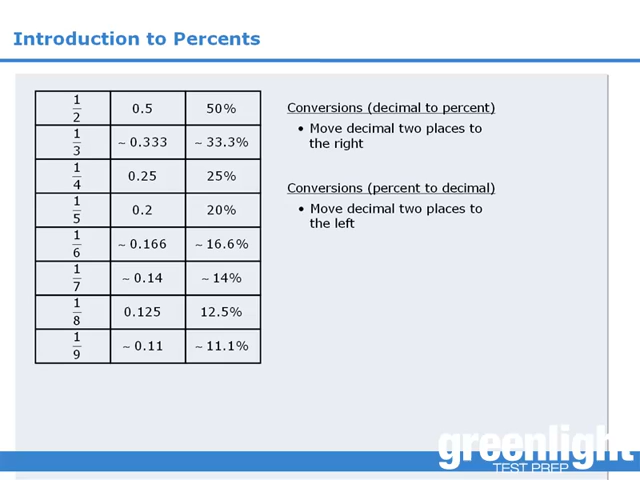 Introduction to Percents
1/2 0.5 50%
1/3 ~ 0.333 ~ 33.3%
1/4 0.25 25%
1/5 0.2 20%
1/6 ~ 0.166 ~ 16.6%
1/7 ~ 0.14 ~ 14%
1/8 0.125 12.5%
1/9 ~ 0.11 ~ 11.1%
Conversions (decimal to percent)
• Move decimal two places to
the right
Conversions (percent to decimal)
• Move decimal two places to
the left
greenlight
TEST PREP